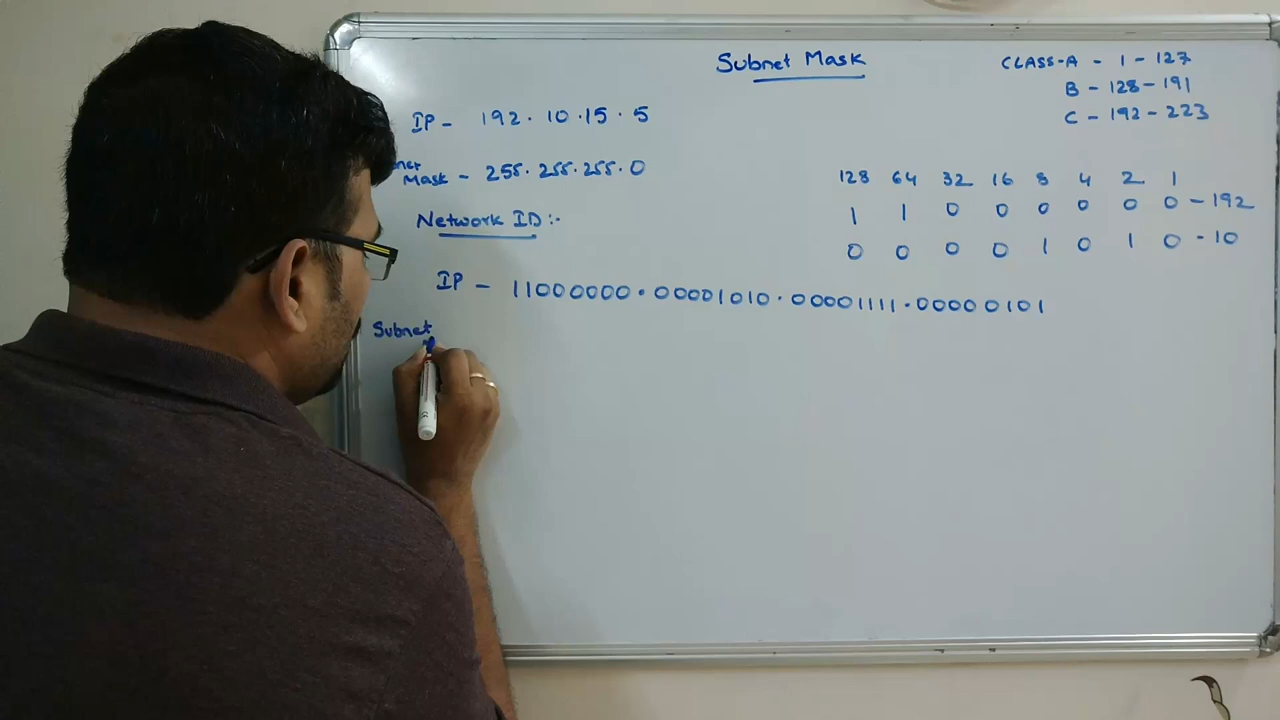 Subnet Mask
CLASS-A - 1 - 127
B - 128 - 191
C - 192 - 223
IP - 192. 10 .15 . 5
Mask - 255. 255. 255. 0
Network ID :-
128 64 32 16 8 4 2 1
1 1 0 0 0 0 0 0 - 192
0 0 0 0 1 0 1 0 - 10
IP - 11000000 . 00001010 . 00001111 . 00000101
Subnet